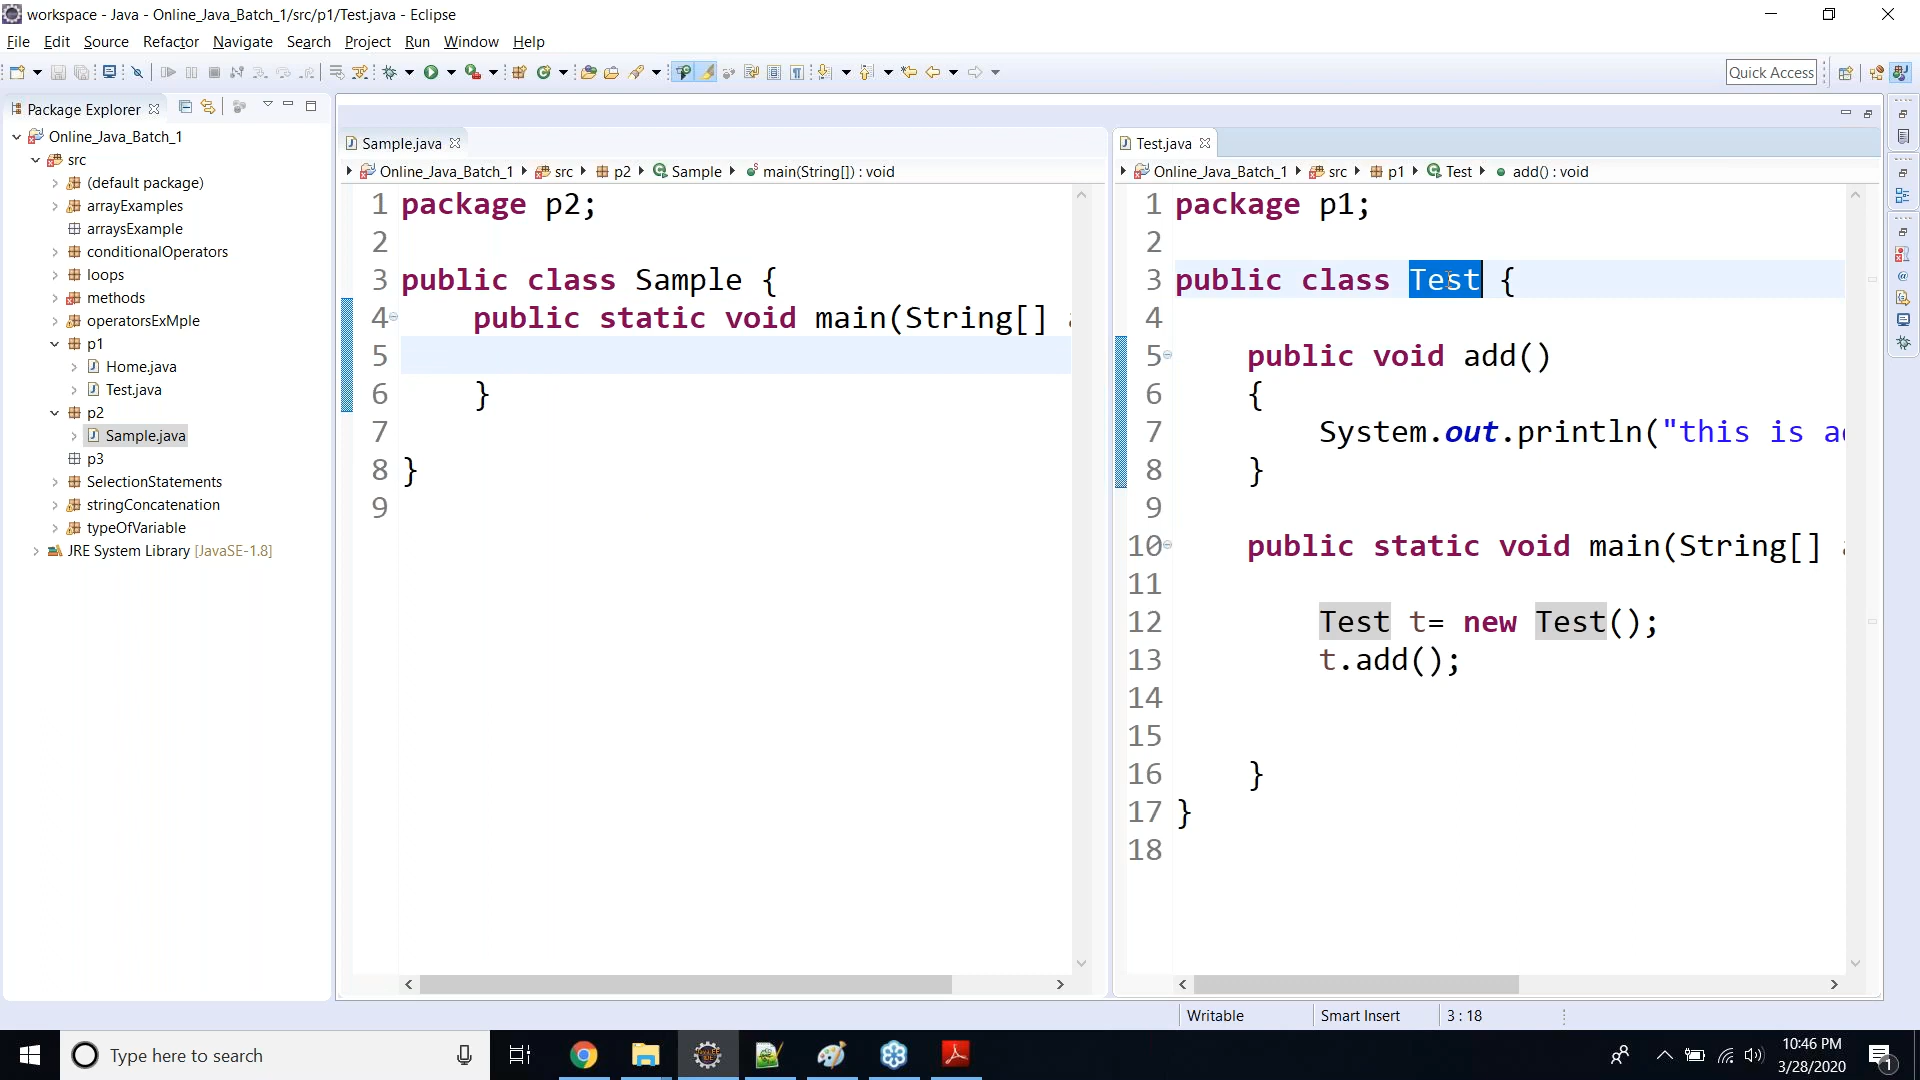 workspace - Java - Online_Java_Batch_1/src/p1/Test.java - Eclipse
File Edit Source Refactor Navigate Search Project Run Window Help
Quick Access
Package Explorer
Online_Java_Batch_1
src
(default package)
arrayExamples
arraysExample
conditionalOperators
loops
methods
operatorsExMple
p1
Home.java
Test.java
p2
Sample.java
p3
SelectionStatements
stringConcatenation
typeOfVariable
JRE System Library [JavaSE-1.8]
Sample.java
Online_Java_Batch_1 src p2 Sample main(String[]) : void
1 package p2;
2
3 public class Sample {
4 public static void main(String[]
5
6 }
7
8 }
9
Test.java
Online_Java_Batch_1 src p1 Test add() : void
1 package p1;
2
3 public class Test {
4
5 public void add()
6 {
7 System.out.println("this is
8 }
9
10 public static void main(String[]
11
12 Test t= new Test();
13 t.add();
14
15
16 }
17 }
18
Writable Smart Insert 3 : 18
Type here to search
10:46 PM
3/28/2020
1